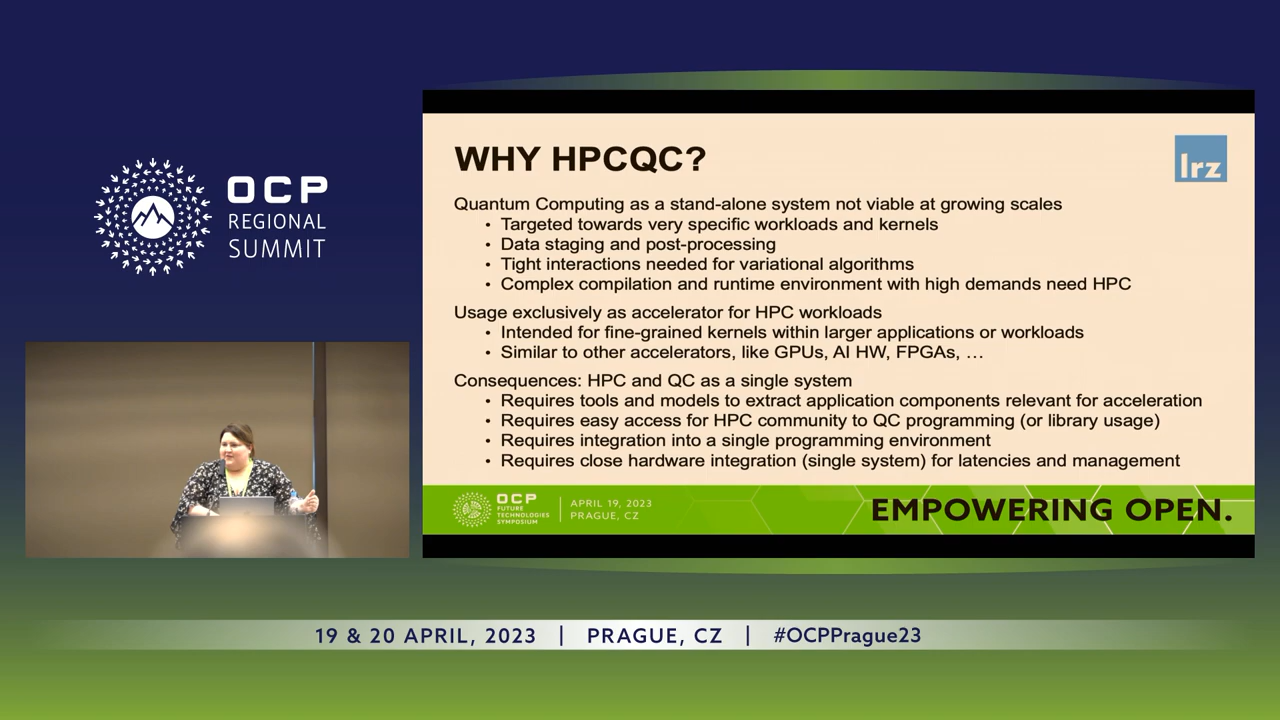 OCP
REGIONAL
SUMMIT
WHY HPCQC?
lrz
Quantum Computing as a stand-alone system not viable at growing scales
• Targeted towards very specific workloads and kernels
• Data staging and post-processing
• Tight interactions needed for variational algorithms
• Complex compilation and runtime environment with high demands need HPC
Usage exclusively as accelerator for HPC workloads
• Intended for fine-grained kernels within larger applications or workloads
• Similar to other accelerators, like GPUs, AI HW, FPGAs, …
Consequences: HPC and QC as a single system
• Requires tools and models to extract application components relevant for acceleration
• Requires easy access for HPC community to QC programming (or library usage)
• Requires integration into a single programming environment
• Requires close hardware integration (single system) for latencies and management
OCP
FUTURE
TECHNOLOGIES
SYMPOSIUM
APRIL 19, 2023
PRAGUE, CZ
EMPOWERING OPEN.
19 & 20 APRIL, 2023 | PRAGUE, CZ | #OCPPrague23